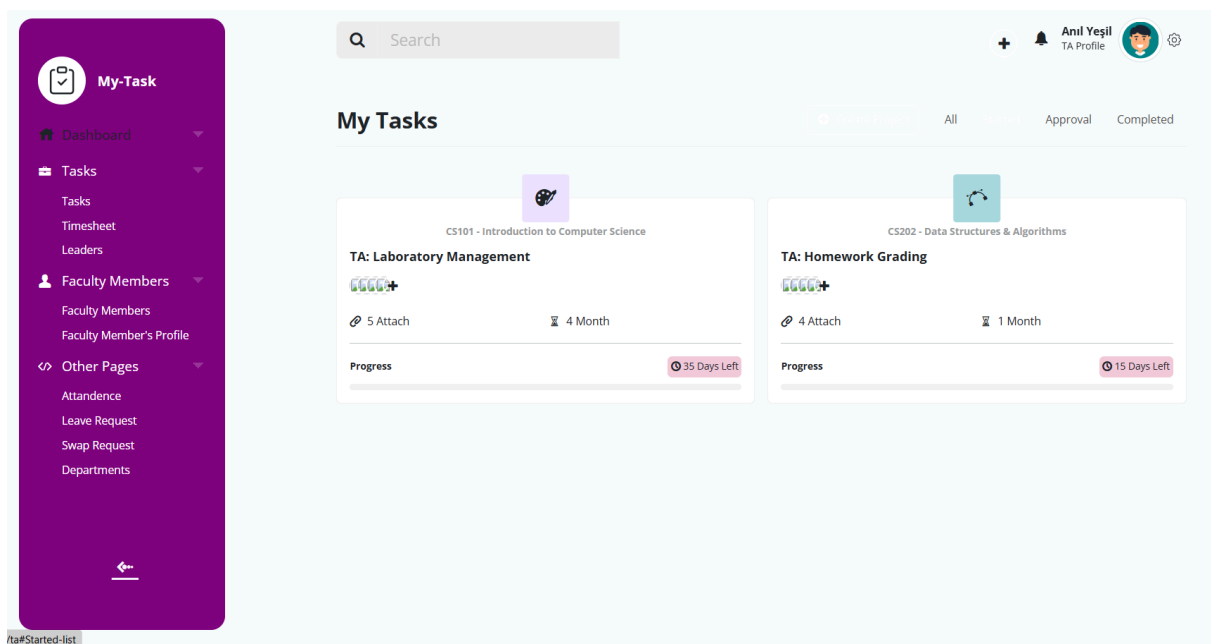 My-Task
Dashboard
Tasks
Tasks
Timesheet
Leaders
Faculty Members
Faculty Members
Faculty Member's Profile
Other Pages
Attandence
Leave Request
Swap Request
Departments
/ta#Started-list
Search
Anıl Yeşil
TA Profile
My Tasks
All
Approval
Completed
CS101 - Introduction to Computer Science
TA: Laboratory Management
5 Attach
4 Month
Progress
35 Days Left
CS202 - Data Structures & Algorithms
TA: Homework Grading
4 Attach
1 Month
Progress
15 Days Left